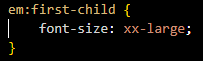 em:first-child {
    font-size: xx-large;
}